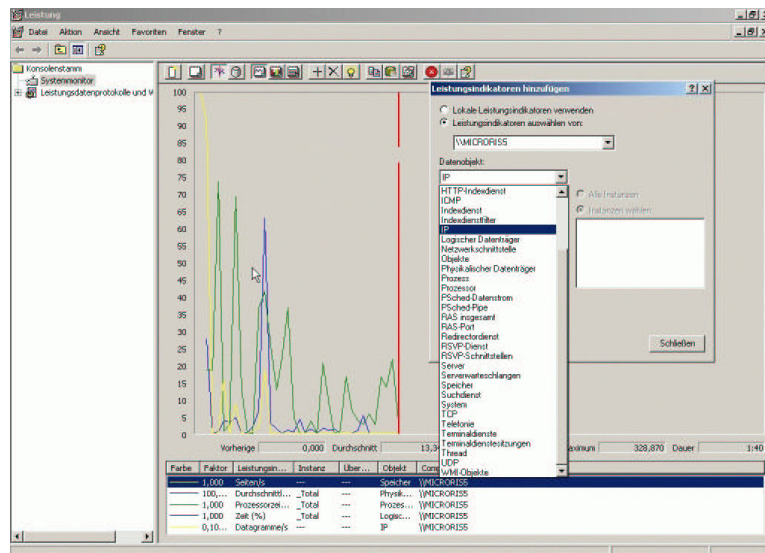 Leistung
Datei Aktion Ansicht Favoriten Fenster ?
Konsolenstamm
Systemmonitor
Leistungsdatenprotokolle und W
100
95
90
85
80
75
70
65
60
55
50
45
40
35
30
25
20
15
10
5
0
Vorherige 0,000 Durchschnitt 13,3 aximum 328,870 Dauer 1:40
Farbe Faktor Leistungsin... Instanz Über... Objekt Comp
1,000 Seiten/s --- --- Speicher \\MICRORIS5
100,... Durchschnittl... _Total --- Physik... \\MICRORIS5
1,000 Prozessorzei... _Total --- Prozes... \\MICRORIS5
1,000 Zeit (%) _Total --- Logisc... \\MICRORIS5
0,10... Datagramme/s --- --- IP \\MICRORIS5
Leistungsindikatoren hinzufügen
Lokale Leistungsindikatoren verwenden
Leistungsindikatoren auswählen von:
\\MICRORIS5
Datenobjekt:
IP
HTTP-Indexdienst
ICMP
Indexdienst
Indexdienstfilter
IP
Logischer Datenträger
Netzwerkschnittstelle
Objekte
Physikalischer Datenträger
Prozess
Prozessor
PSched-Datenstrom
PSched-Pipe
RAS insgesamt
RAS-Port
Redirectordienst
RSVP-Dienst
RSVP-Schnittstellen
Server
Serverwarteschlangen
Speicher
Suchdienst
System
TCP
Telefonie
Terminaldienste
Terminaldienstesitzungen
Thread
UDP
WMI-Objekte
Alle Instanzen
Instanzen wählen:
Schließen